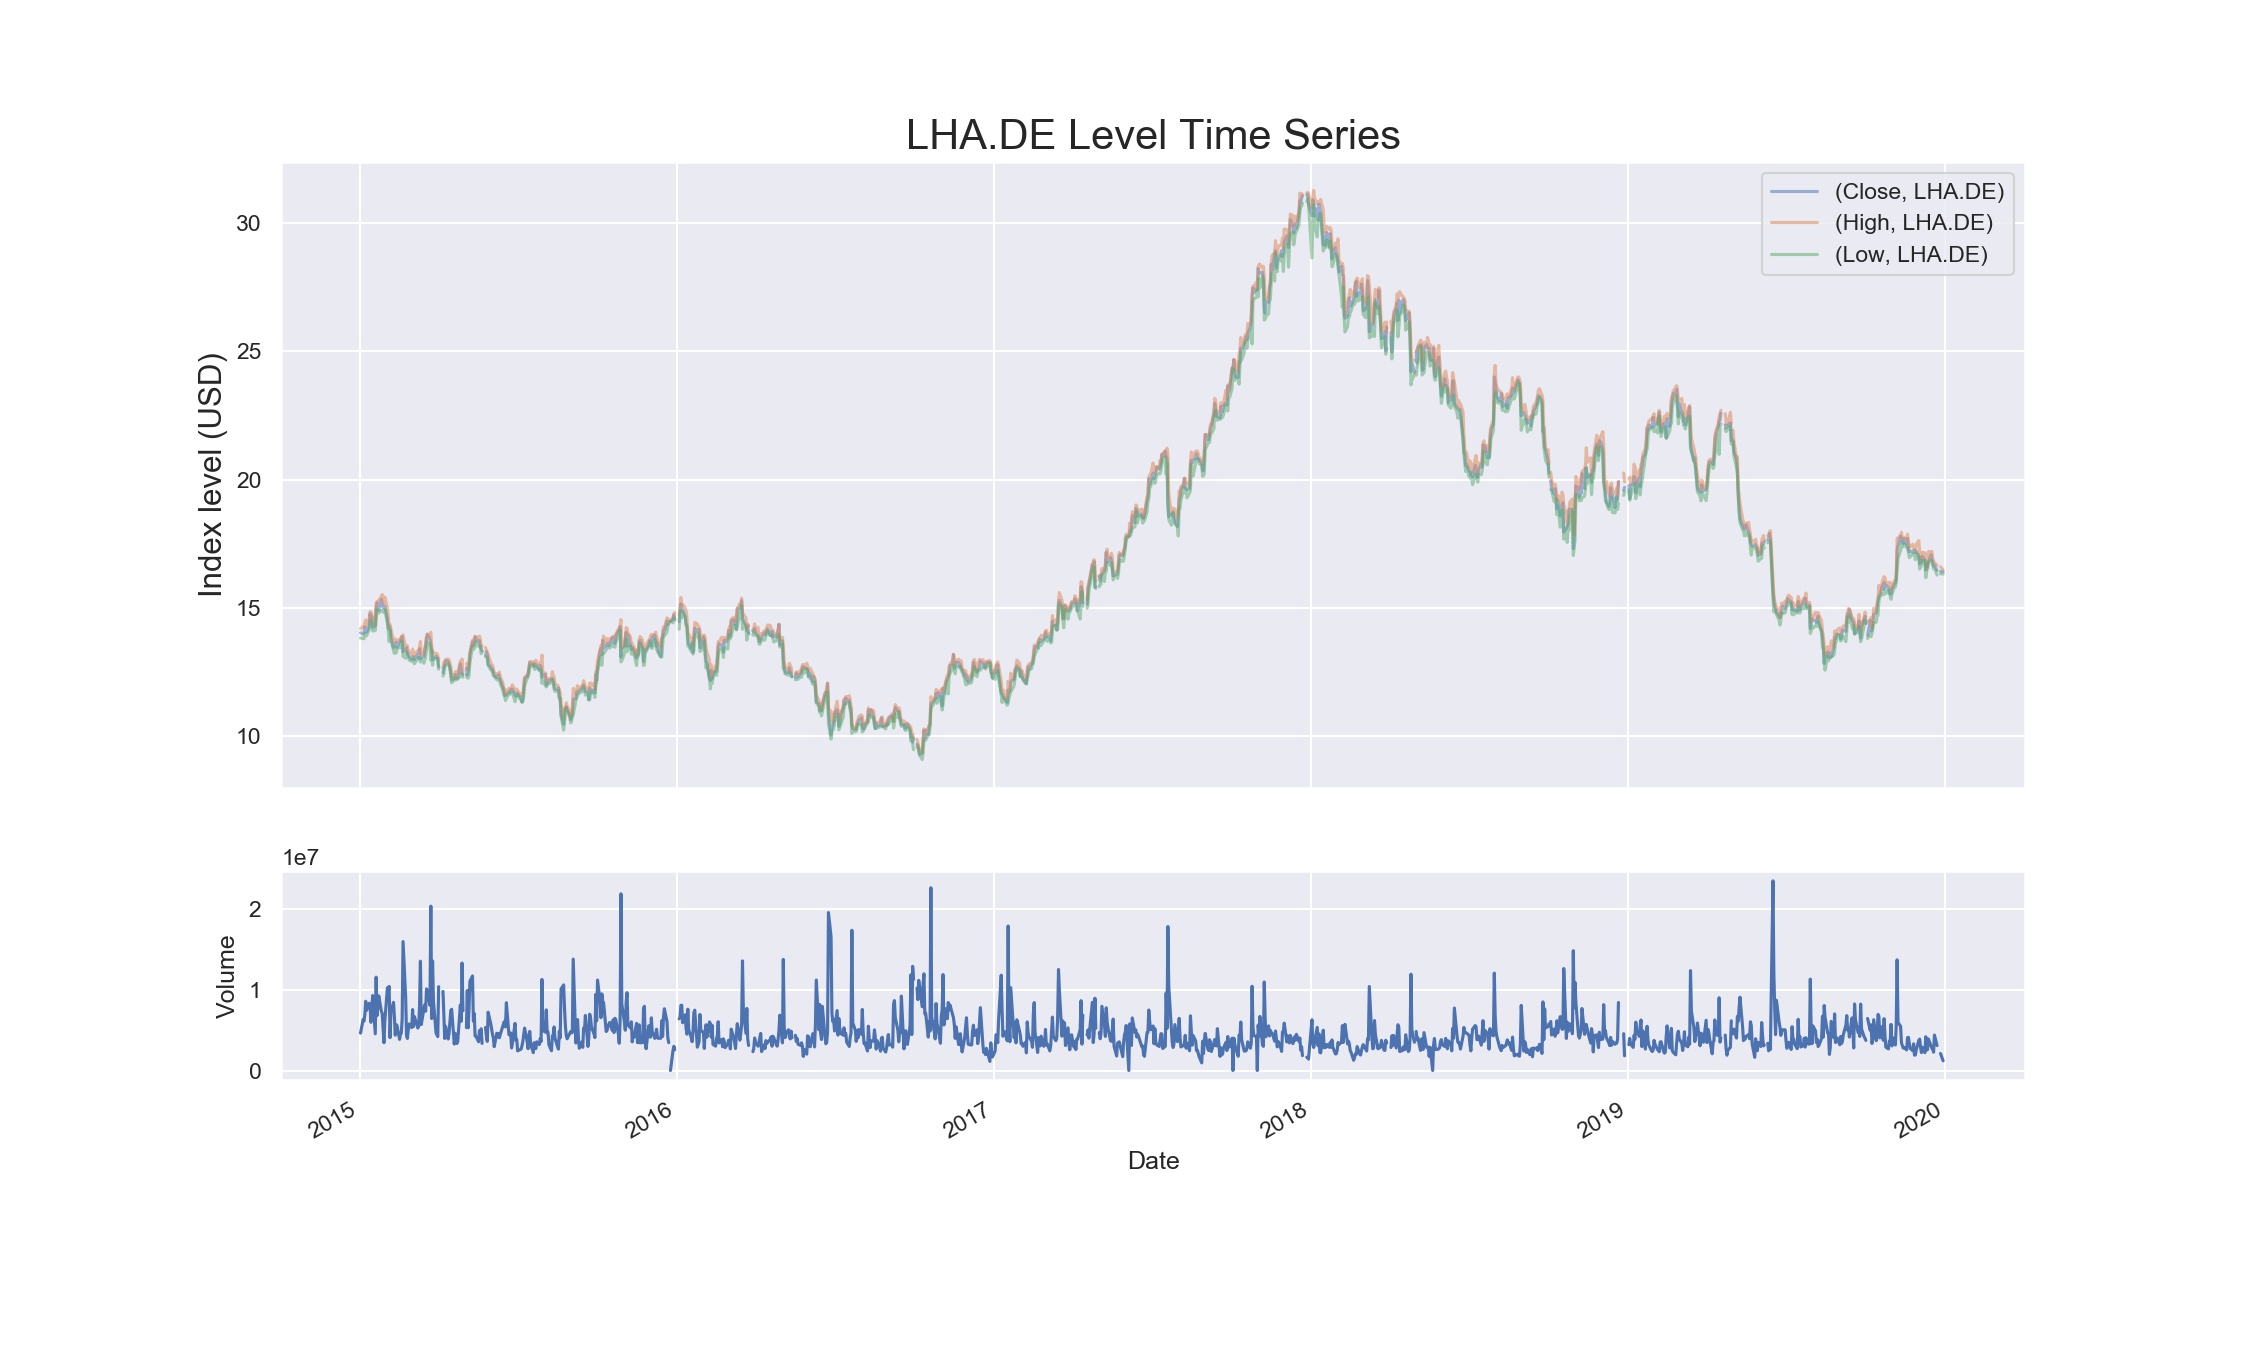 LHA.DE Level Time Series
(Close, LHA.DE)
(High, LHA.DE)
(Low, LHA.DE)
Index level (USD)
30
25
20
15
10
1e7
Volume
2
1
0
2015
2016
2017
2018
2019
2020
Date